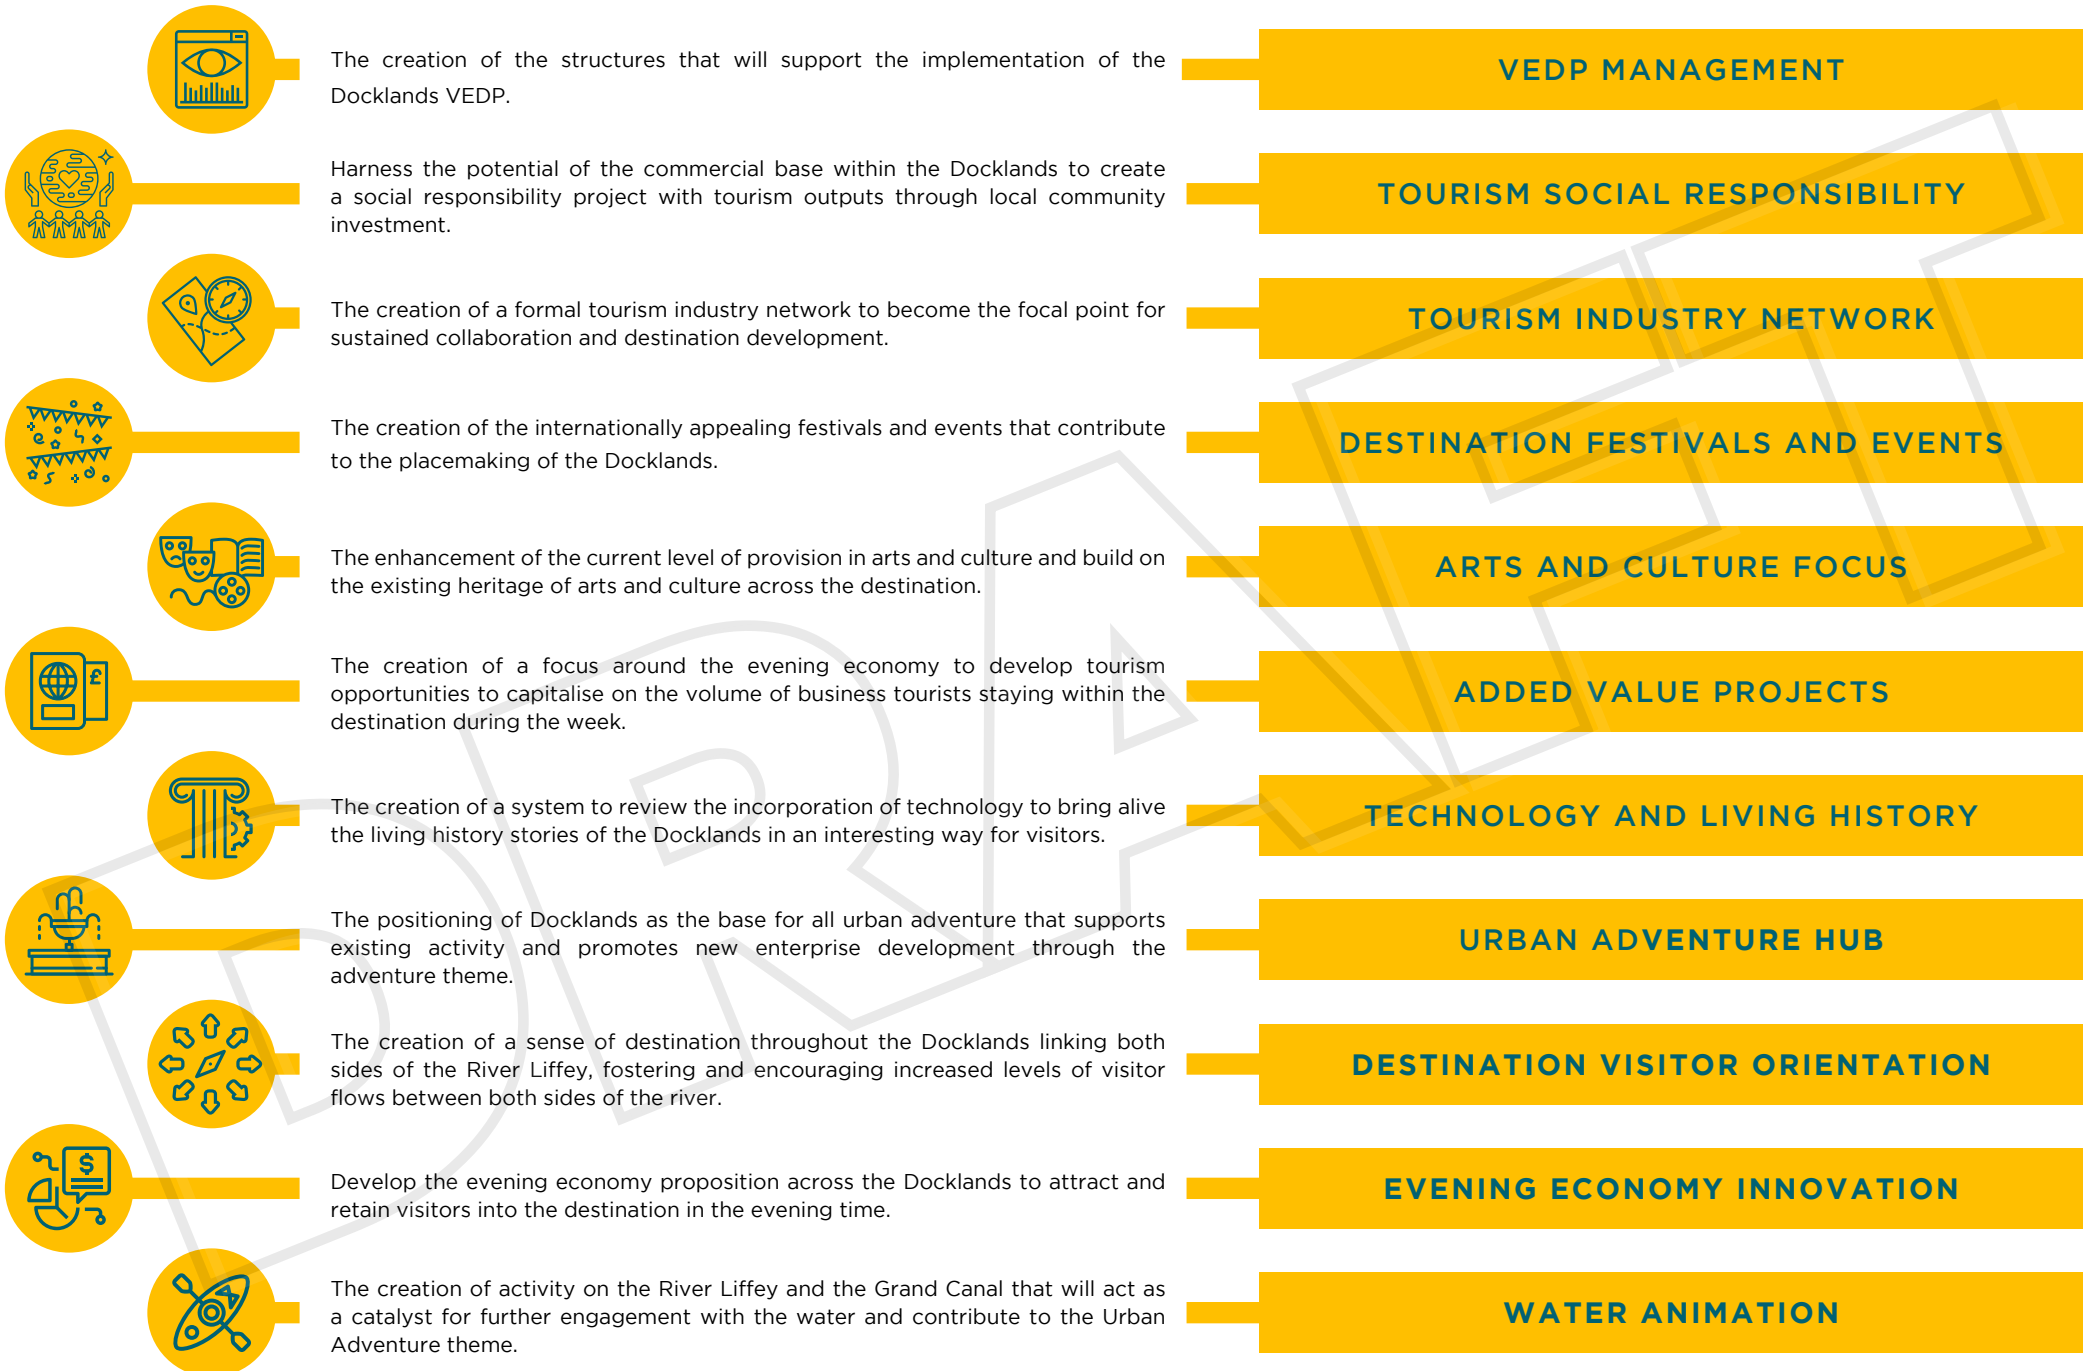 The creation of the structures that will support the implementation of the
Docklands VEDP.
VEDP MANAGEMENT
Harness the potential of the commercial base within the Docklands to create
a social responsibility project with tourism outputs through local community
investment.
TOURISM SOCIAL RESPONSIBILITY
The creation of a formal tourism industry network to become the focal point for
sustained collaboration and destination development.
TOURISM INDUSTRY NETWORK
The creation of the internationally appealing festivals and events that contribute
to the placemaking of the Docklands.
DESTINATION FESTIVALS AND EVENTS
The enhancement of the current level of provision in arts and culture and build on
the existing heritage of arts and culture across the destination.
ARTS AND CULTURE FOCUS
£
The creation of a focus around the evening economy to develop tourism
opportunities to capitalise on the volume of business tourists staying within the
destination during the week.
ADDED VALUE PROJECTS
The creation of a system to review the incorporation of technology to bring alive
the living history stories of the Docklands in an interesting way for visitors.
TECHNOLOGY AND LIVING HISTORY
The positioning of Docklands as the base for all urban adventure that supports
existing activity and promotes new enterprise development through the
adventure theme.
URBAN ADVENTURE HUB
The creation of a sense of destination throughout the Docklands linking both
sides of the River Liffey, fostering and encouraging increased levels of visitor
flows between both sides of the river.
DESTINATION VISITOR ORIENTATION
$
Develop the evening economy proposition across the Docklands to attract and
retain visitors into the destination in the evening time.
EVENING ECONOMY INNOVATION
The creation of activity on the River Liffey and the Grand Canal that will act as
a catalyst for further engagement with the water and contribute to the Urban
Adventure theme.
WATER ANIMATION
DRAFT